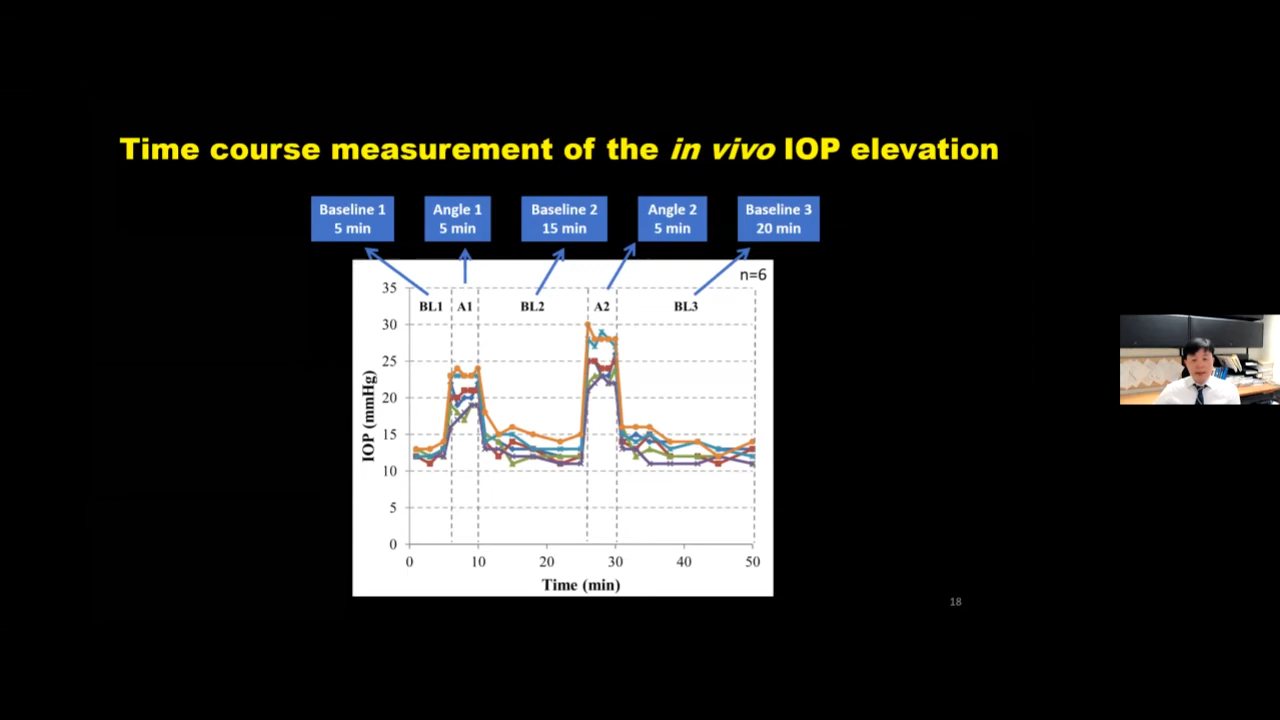 Time course measurement of the in vivo IOP elevation
Baseline 1
5 min
Angle 1
5 min
Baseline 2
15 min
Angle 2
5 min
Baseline 3
20 min
n=6
BL1
A1
BL2
A2
BL3
35
30
25
20
15
10
5
0
IOP (mmHg)
0 10 20 30 40 50
Time (min)
18